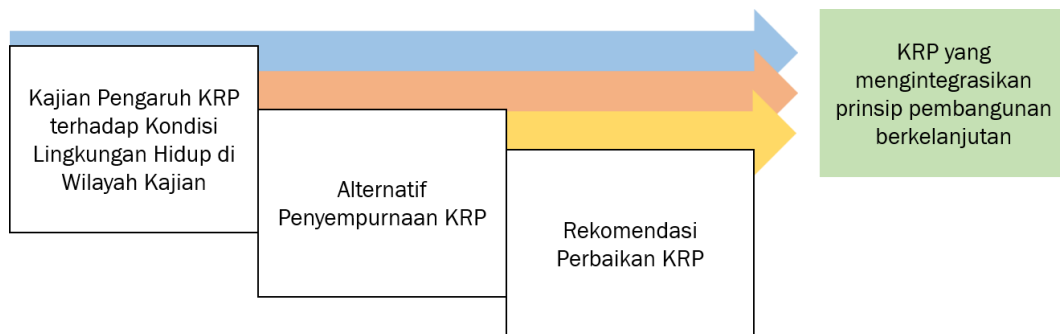 Kajian Pengaruh KRP
terhadap Kondisi
Lingkungan Hidup di
Wilayah Kajian
Alternatif
Penyempurnaan KRP
Rekomendasi
Perbaikan KRP
KRP yang
mengintegrasikan
prinsip pembangunan
berkelanjutan